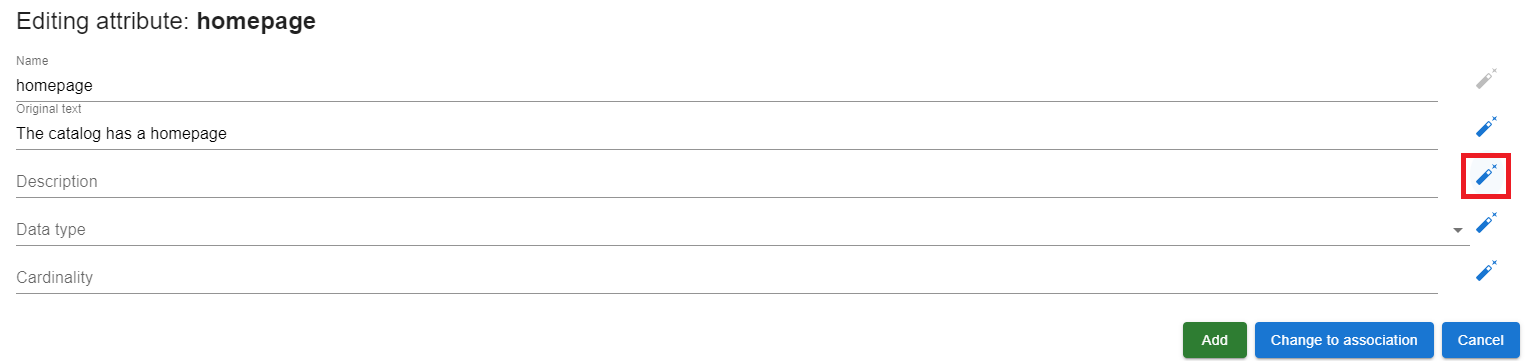 Editing attribute: homepage
Name
homepage
Original text
The catalog has a homepage
Description
Data type
Cardinality
Add Change to association Cancel